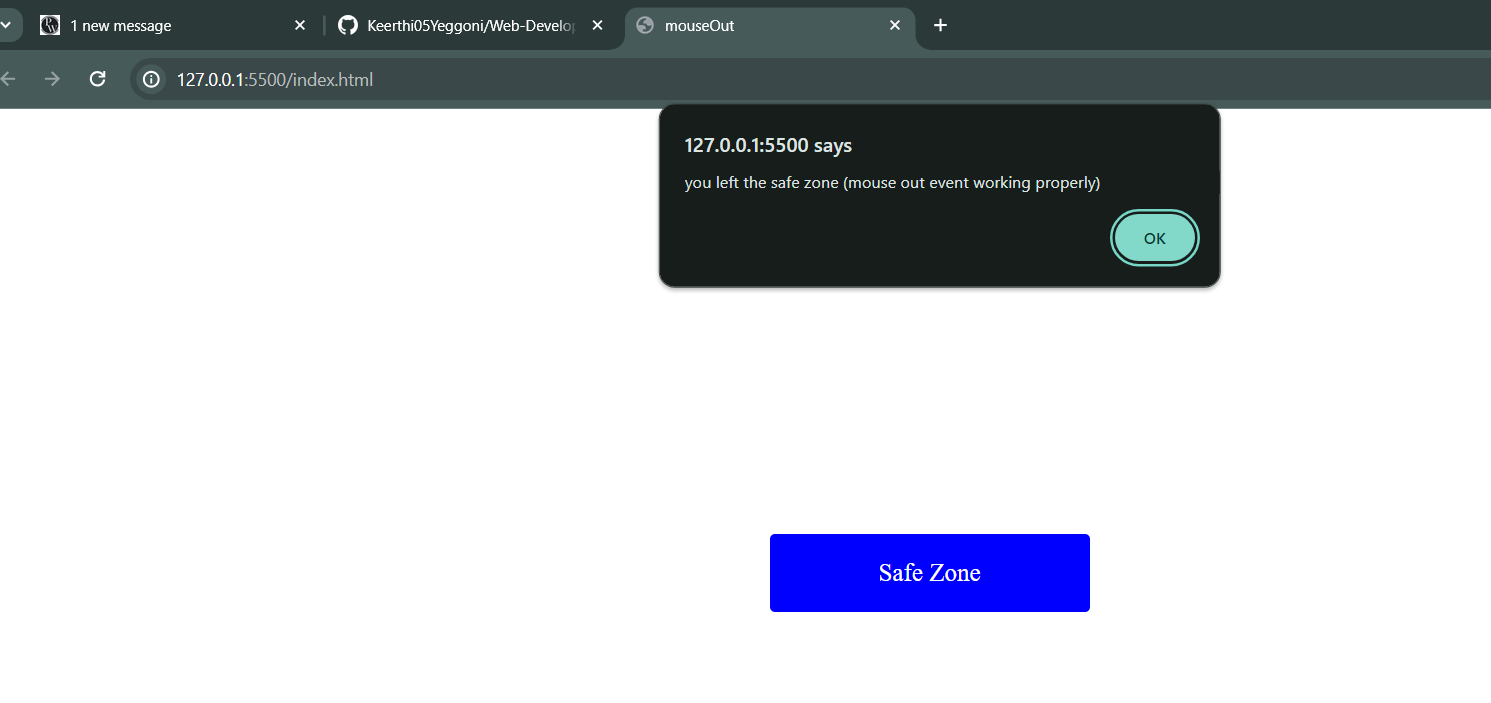 1 new message
Keerthi05Yeggoni/Web-Develop
mouseOut
127.0.0.1:5500/index.html
127.0.0.1:5500 says
you left the safe zone (mouse out event working properly)
OK
Safe Zone